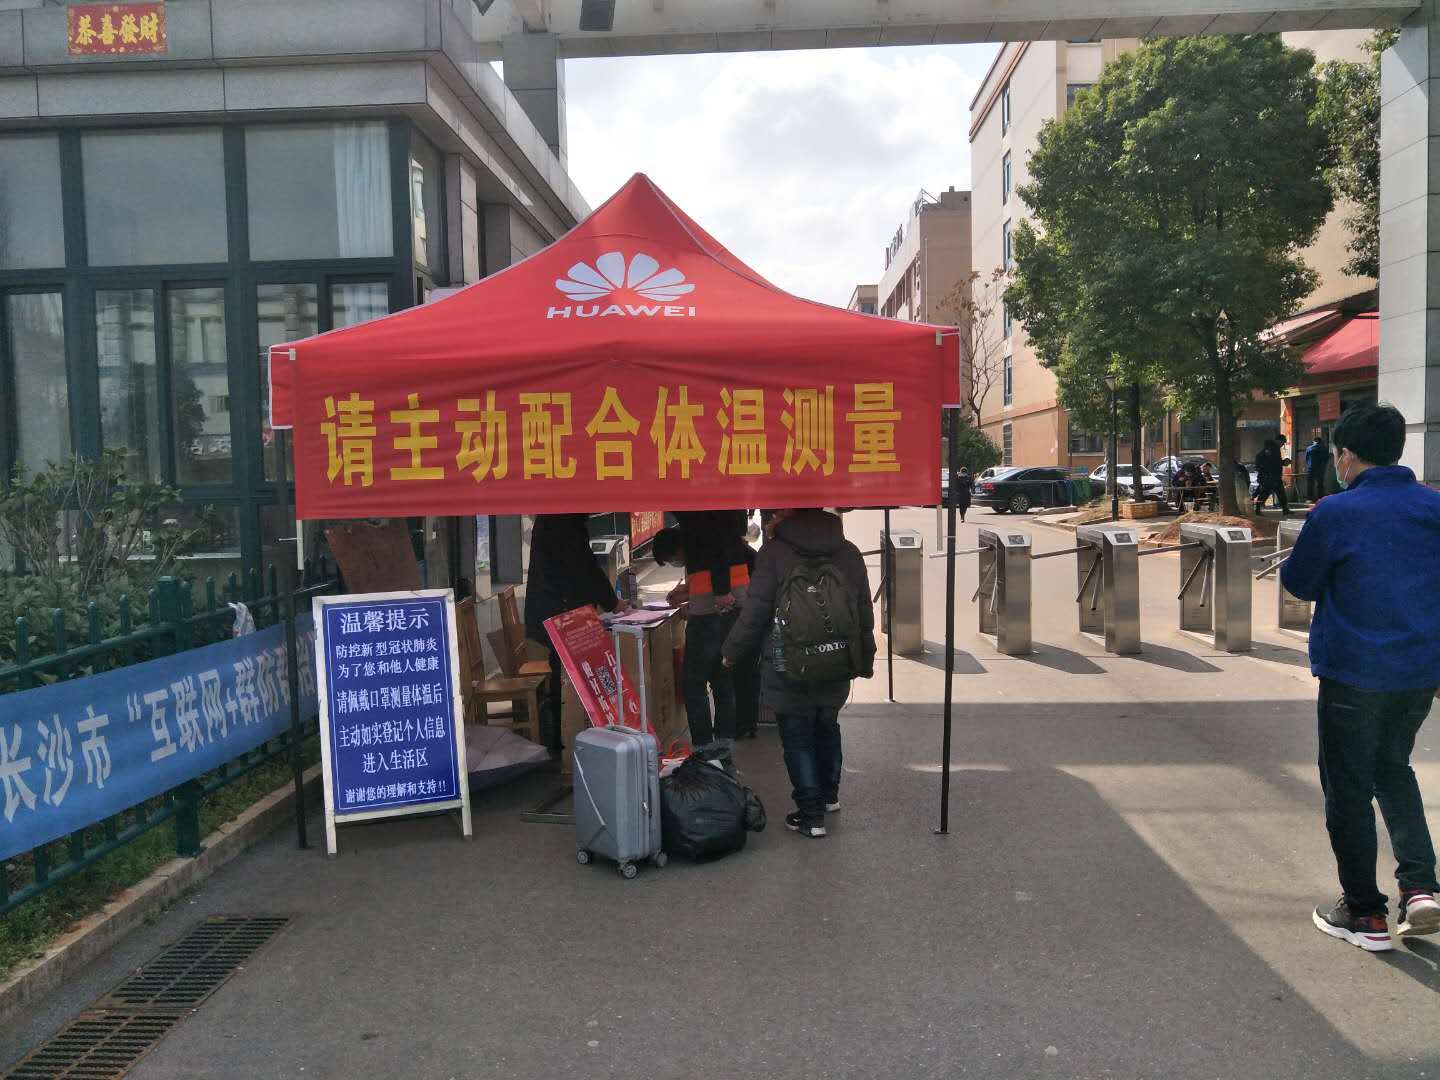 恭喜發財
HUAWEI
请主动配合体温测量
温馨提示
防控新型冠状肺炎
为了您和他人健康
请佩戴口罩测量体温后
主动如实登记个人信息
进入生活区
谢谢您的理解和支持!!
长沙市“互联网+群防